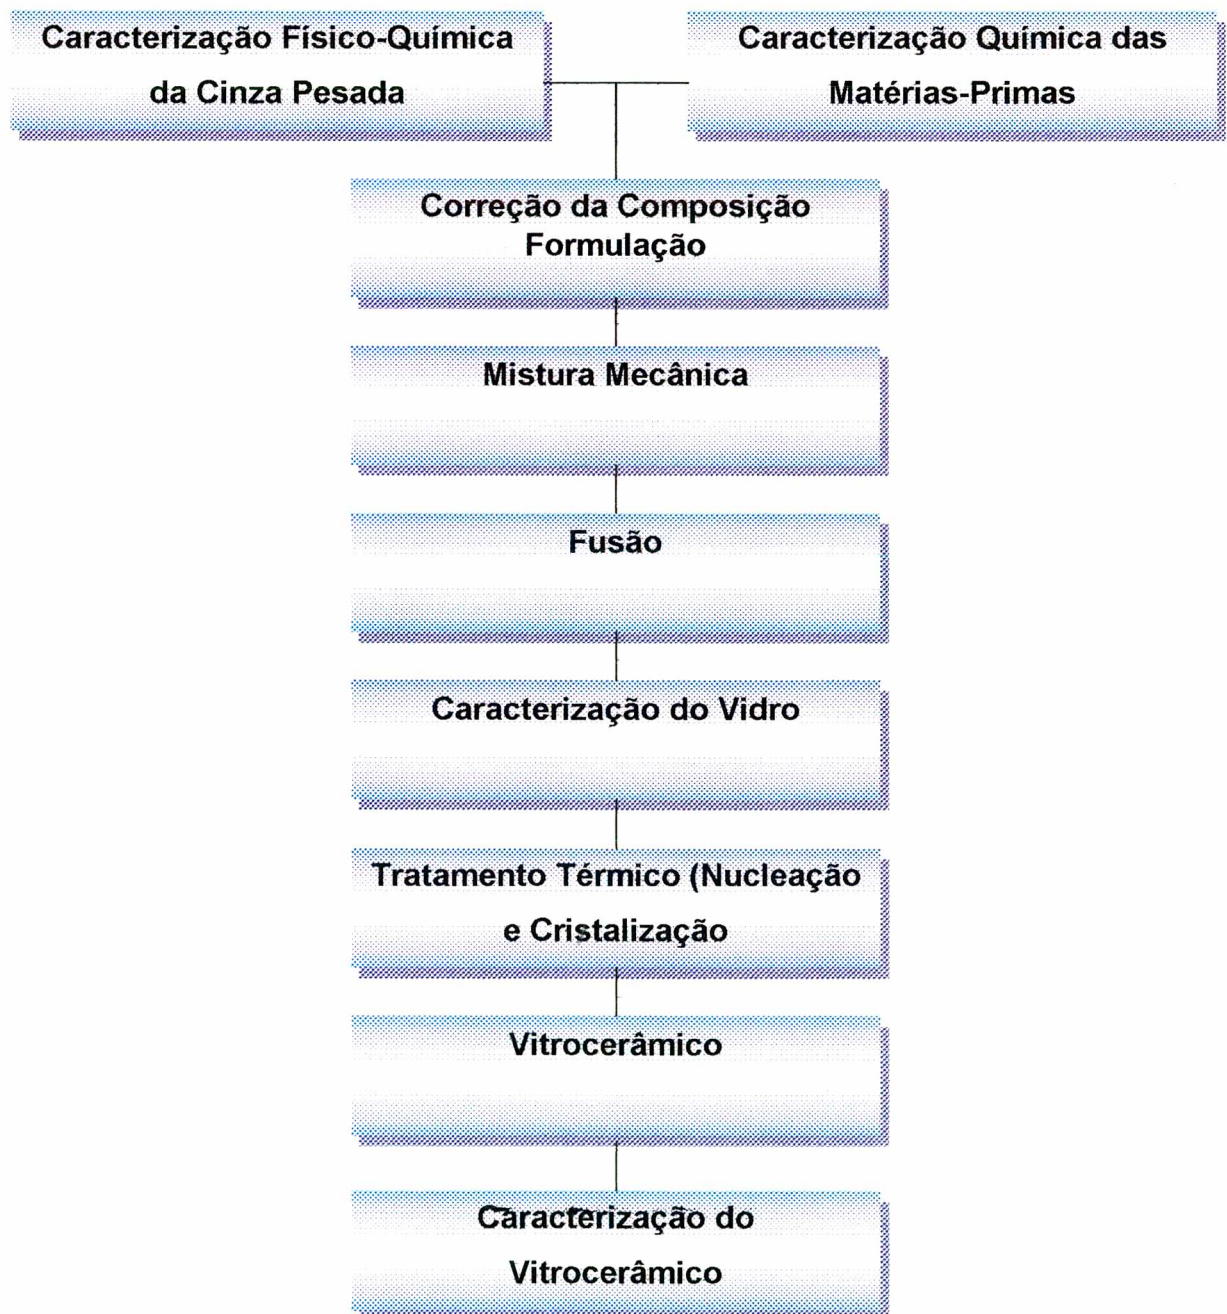 Caracterização Físico-Química
da Cinza Pesada
Caracterização Química das
Matérias-Primas
Correção da Composição
Formulação
Mistura Mecânica
Fusão
Caracterização do Vidro
Tratamento Térmico (Nucleação
e Cristalização
Vitrocerâmico
Caracterização do
Vitrocerâmico